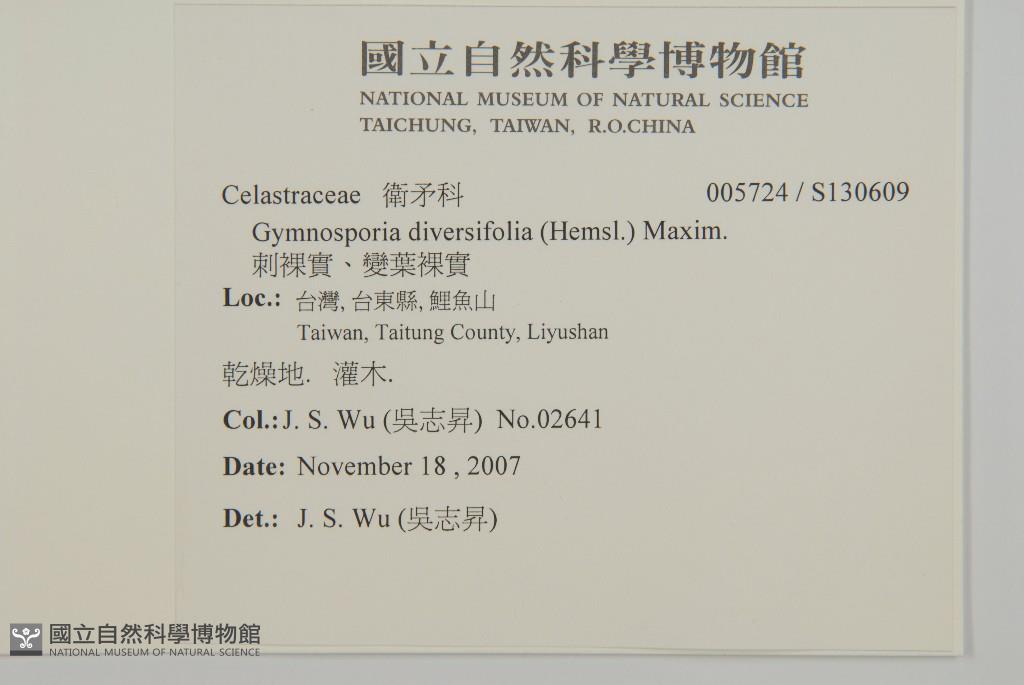 國立自然科學博物館
NATIONAL MUSEUM OF NATURAL SCIENCE
TAICHUNG, TAIWAN, R.O.CHINA
Celastraceae 衛矛科 005724 / S130609
Gymnosporia diversifolia (Hemsl.) Maxim.
刺裸實、變葉裸實
Loc.: 台灣, 台東縣, 鯉魚山
Taiwan, Taitung County, Liyushan
乾燥地. 灌木.
Col.: J. S. Wu (吳志昇) No.02641
Date: November 18 , 2007
Det.: J. S. Wu (吳志昇)
國立自然科學博物館
NATIONAL MUSEUM OF NATURAL SCIENCE